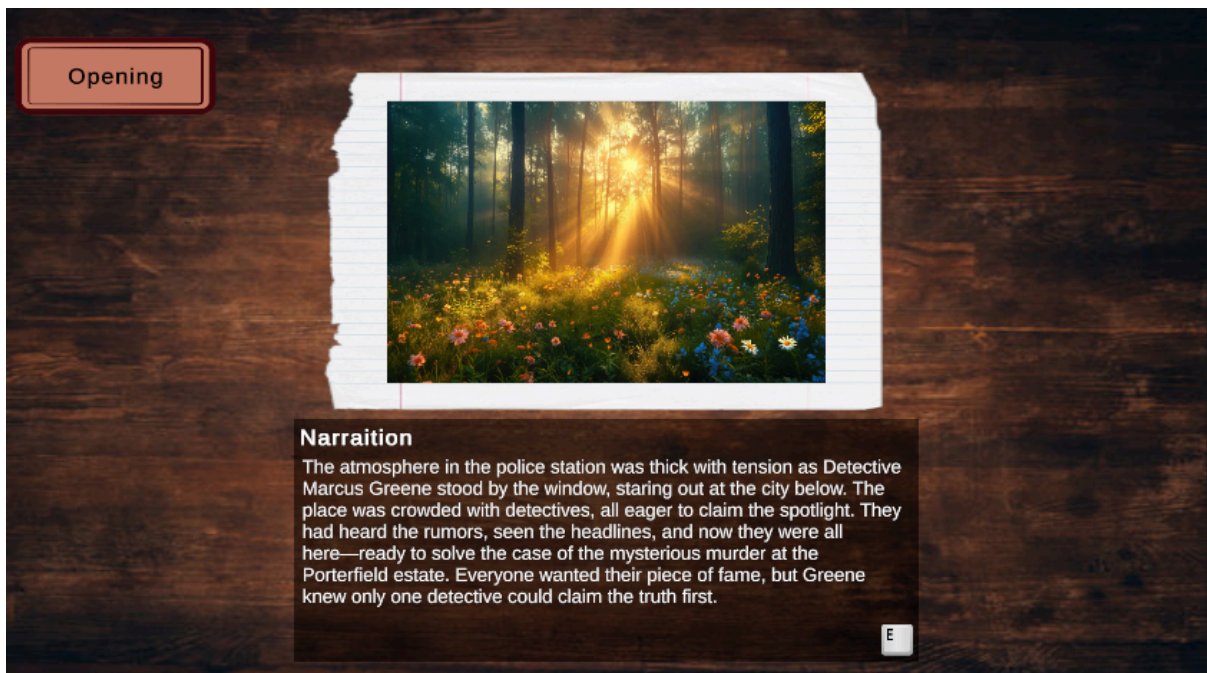 Opening
Narraition
The atmosphere in the police station was thick with tension as Detective
Marcus Greene stood by the window, staring out at the city below. The
place was crowded with detectives, all eager to claim the spotlight. They
had heard the rumors, seen the headlines, and now they were all
here—ready to solve the case of the mysterious murder at the
Porterfield estate. Everyone wanted their piece of fame, but Greene
knew only one detective could claim the truth first.
E